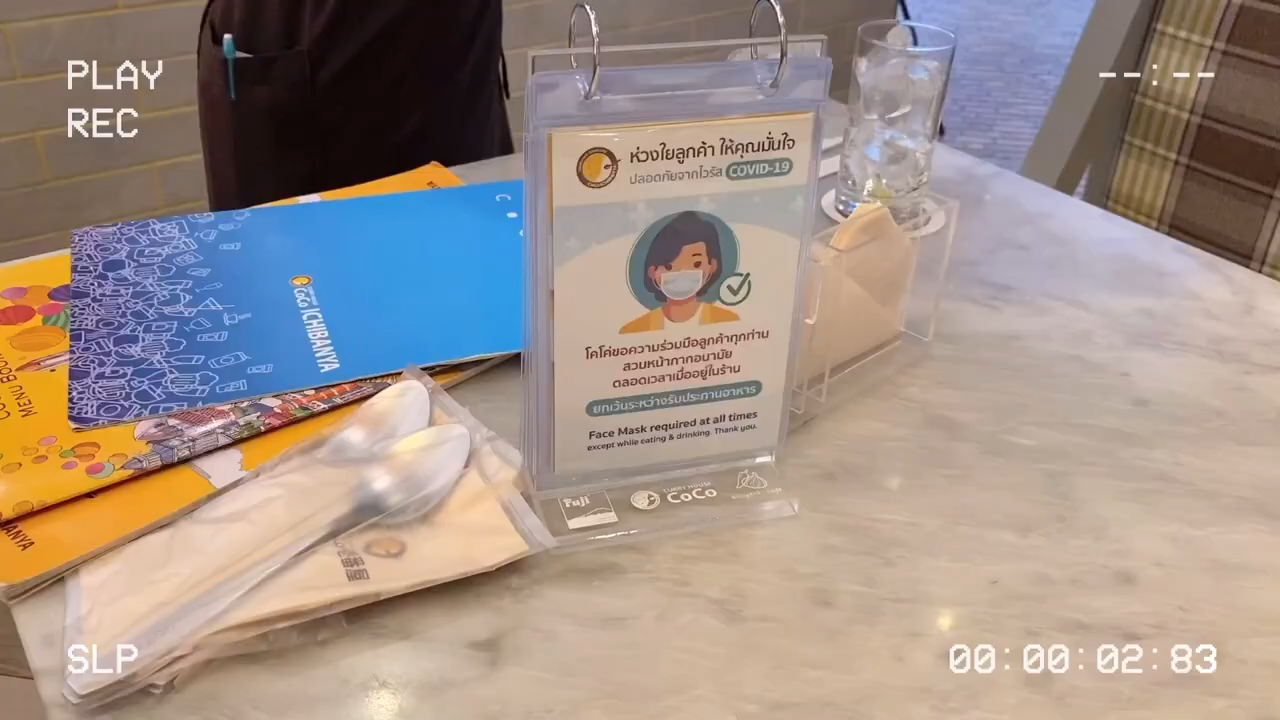 PLAY
REC
--:--
ห่วงใยลูกค้า ให้คุณมั่นใจ
ปลอดภัยจากไวรัส COVID-19
โคโค่ขอความร่วมมือลูกค้าทุกท่าน
สวมหน้ากากอนามัย
ตลอดเวลาเมื่ออยู่ในร้าน
ยกเว้นระหว่างรับประทานอาหาร
Face Mask required at all times
except while eating & drinking. Thank you.
Fuji
CURRY HOUSE
CoCo
CoCo ICHIBANYA
MENU BOOK
SLP
00:00:02:83